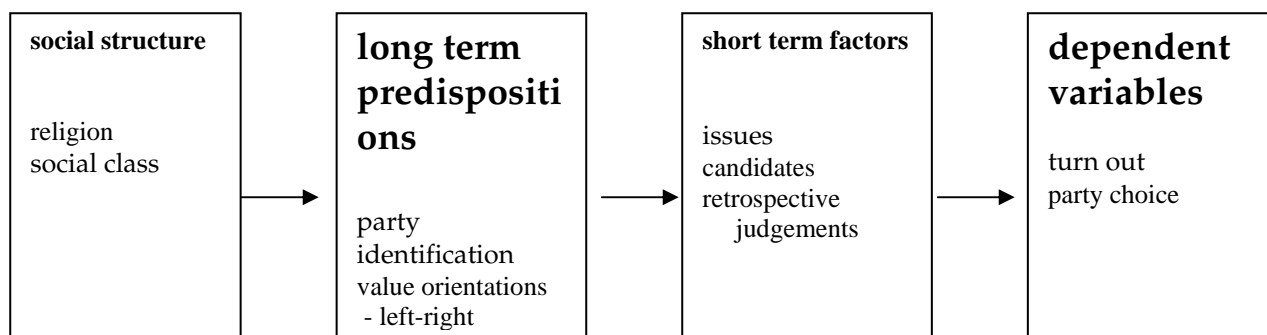 social structure
religion
social class
long term
predispositi
ons
party
identification
value orientations
- left-right
short term factors
issues
candidates
retrospective
judgements
dependent
variables
turn out
party choice